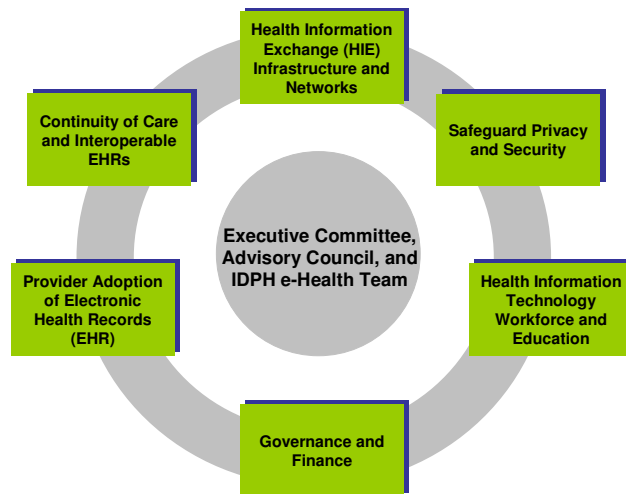 Health Information
Exchange (HIE)
Infrastructure and
Networks
Continuity of Care
and Interoperable
EHRs
Safeguard Privacy
and Security
Executive Committee,
Advisory Council, and
IDPH e-Health Team
Provider Adoption
of Electronic
Health Records
(EHR)
Health Information
Technology
Workforce and
Education
Governance and
Finance